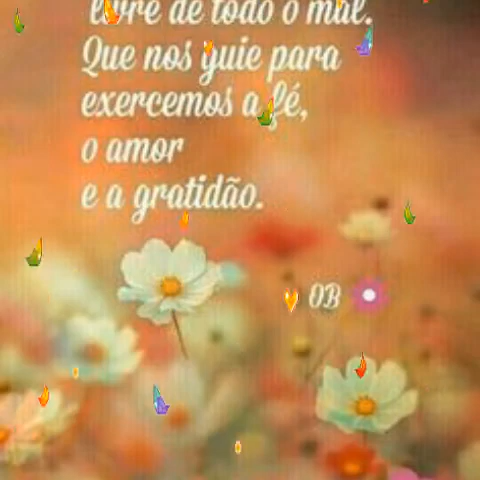 livre de todo o mal.
Que nos guie para
exercemos a fé,
o amor
e a gratidão.
OB